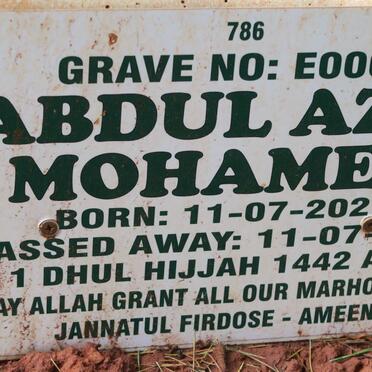 786
GRAVE NO: E000
ABDUL AZ
MOHAME
BORN: 11-07-202
ASSED AWAY: 11-07
1 DHUL HIJJAH 1442 A
AY ALLAH GRANT ALL OUR MARHO
JANNATUL FIRDOSE - AMEEN